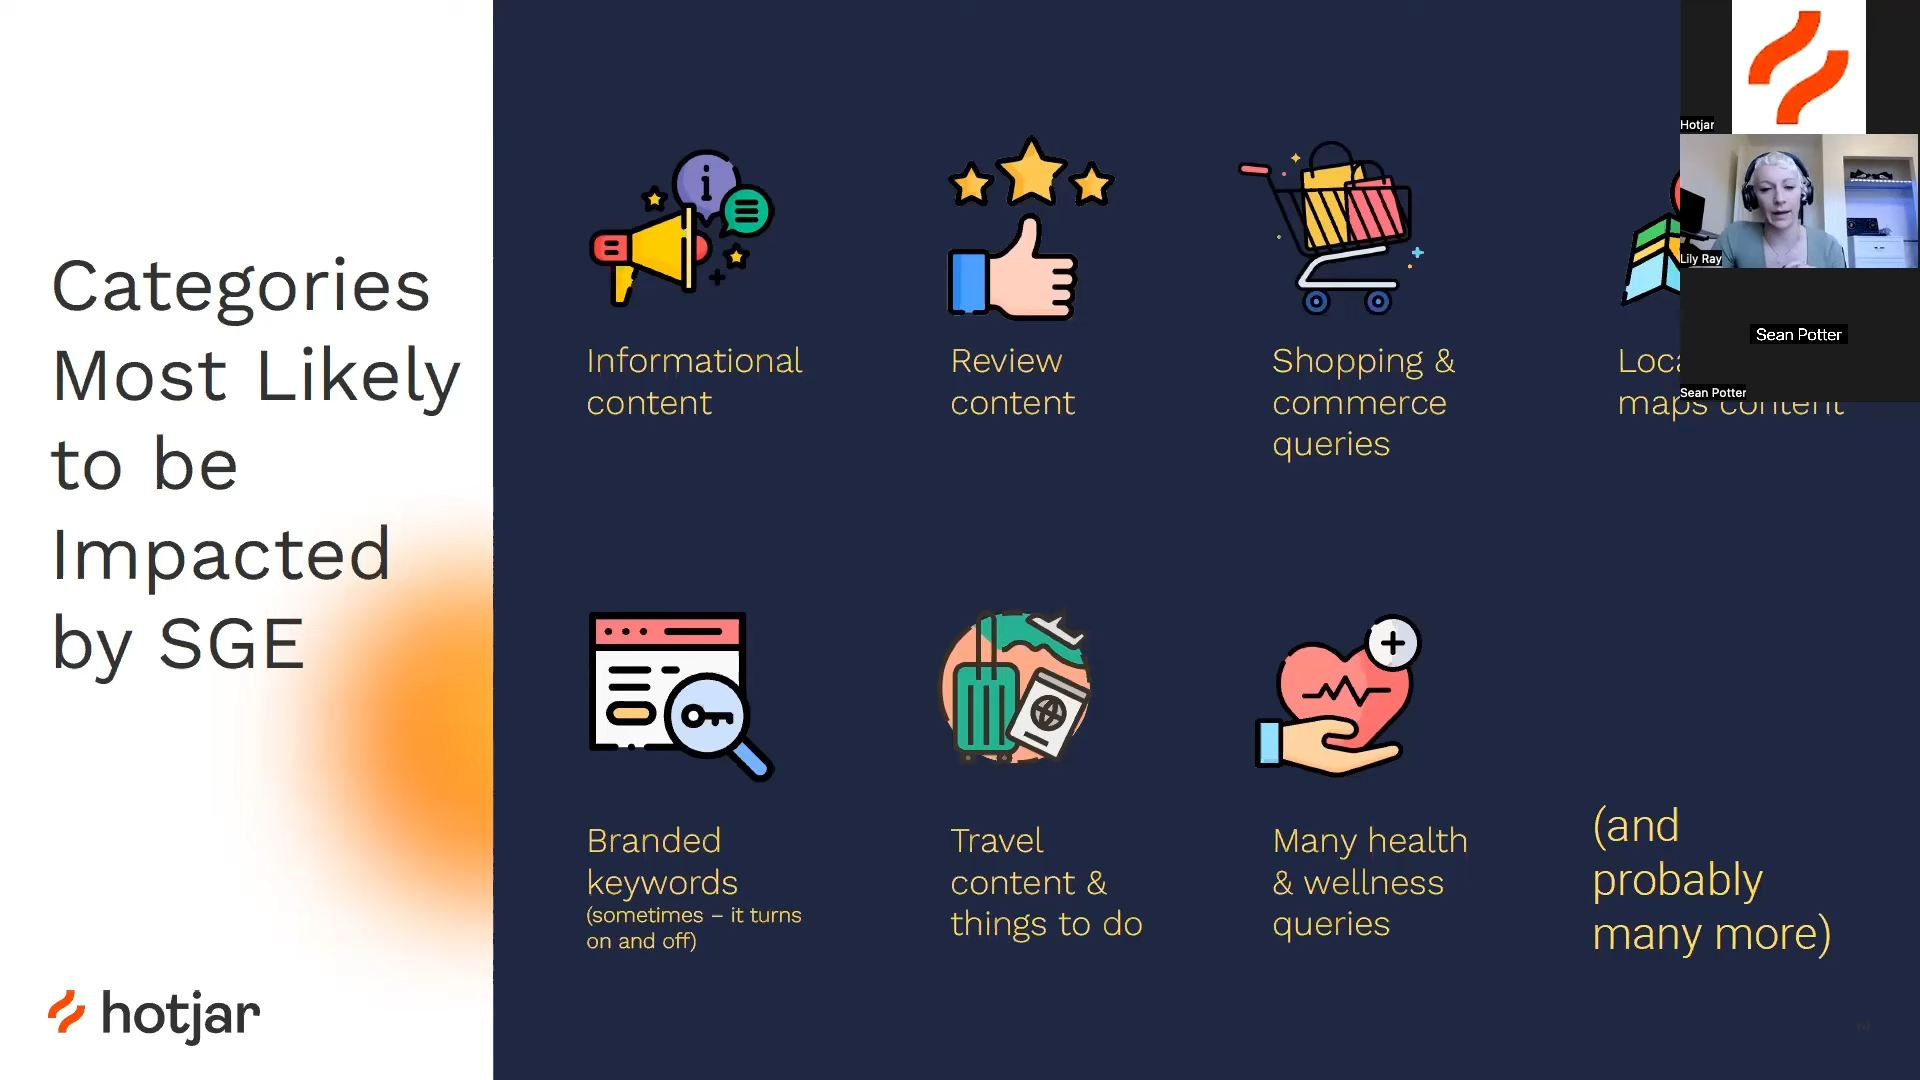 Categories
Most Likely
to be
Impacted
by SGE
hotjar
Informational
content
Review
content
Shopping &
commerce
queries
maps content
Branded
keywords
(sometimes – it turns
on and off)
Travel
content &
things to do
Many health
& wellness
queries
(and
probably
many more)
Hotjar
Lily Ray
Sean Potter
Sean Potter